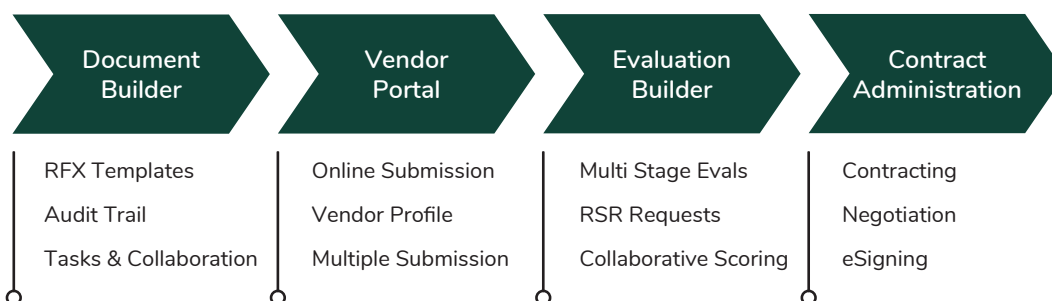 Document
Builder
Vendor
Portal
Evaluation
Builder
Contract
Administration
RFX Templates
Audit Trail
Tasks & Collaboration
Online Submission
Vendor Profile
Multiple Submission
Multi Stage Evals
RSR Requests
Collaborative Scoring
Contracting
Negotiation
eSigning